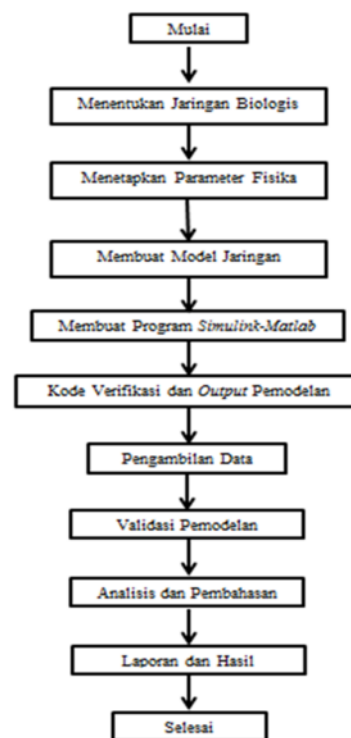 Mulai
Menentukan Jaringan Biologis
Menetapkan Parameter Fisika
Membuat Model Jaringan
Membuat Program Simulink-Matlab
Kode Verifikasi dan Output Pemodelan
Pengambilan Data
Validasi Pemodelan
Analisis dan Pembahasan
Laporan dan Hasil
Selesai